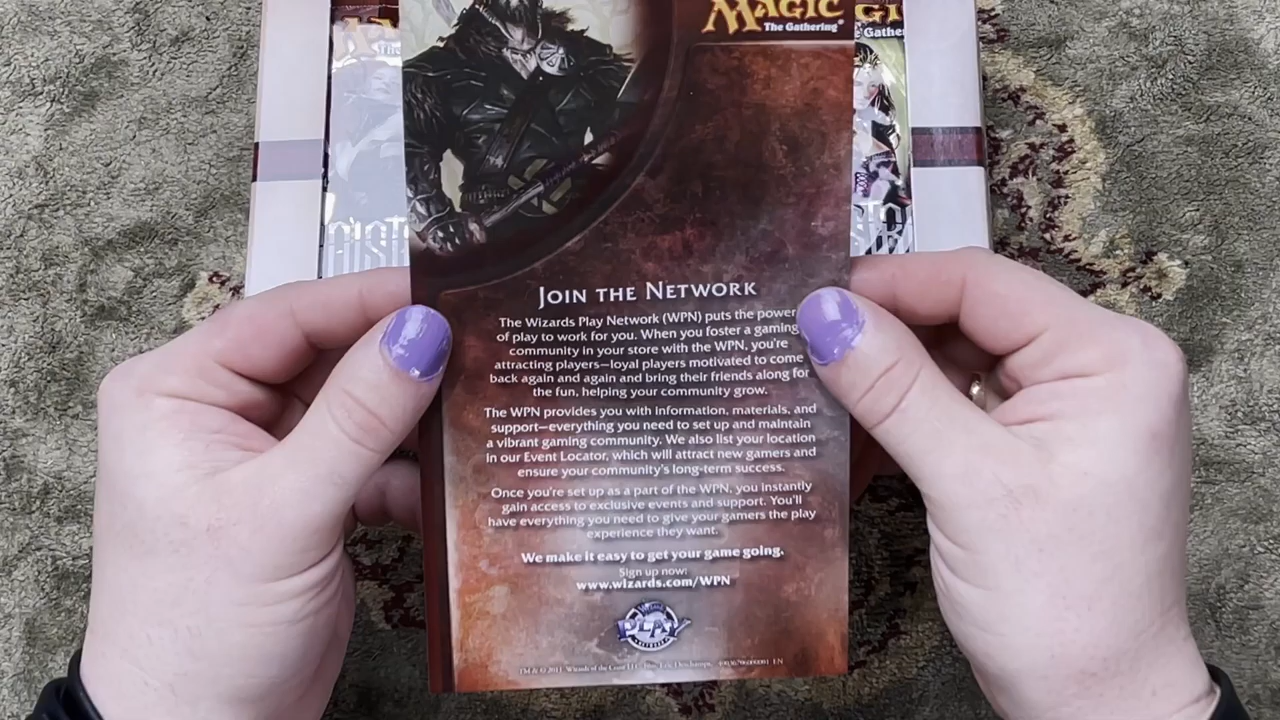 MAGIC
The Gathering®
JOIN THE NETWORK
The Wizards Play Network (WPN) puts the power
of play to work for you. When you foster a gaming
community in your store with the WPN, you're
attracting players—loyal players motivated to come
back again and again and bring their friends along for
the fun, helping your community grow.
The WPN provides you with information, materials, and
support—everything you need to set up and maintain
a vibrant gaming community. We also list your location
in our Event Locator, which will attract new gamers and
ensure your community's long-term success.
Once you're set up as a part of the WPN, you instantly
gain access to exclusive events and support. You'll
have everything you need to give your gamers the play
experience they want.
We make it easy to get your game going.
Sign up now:
www.wizards.com/WPN
PLAY